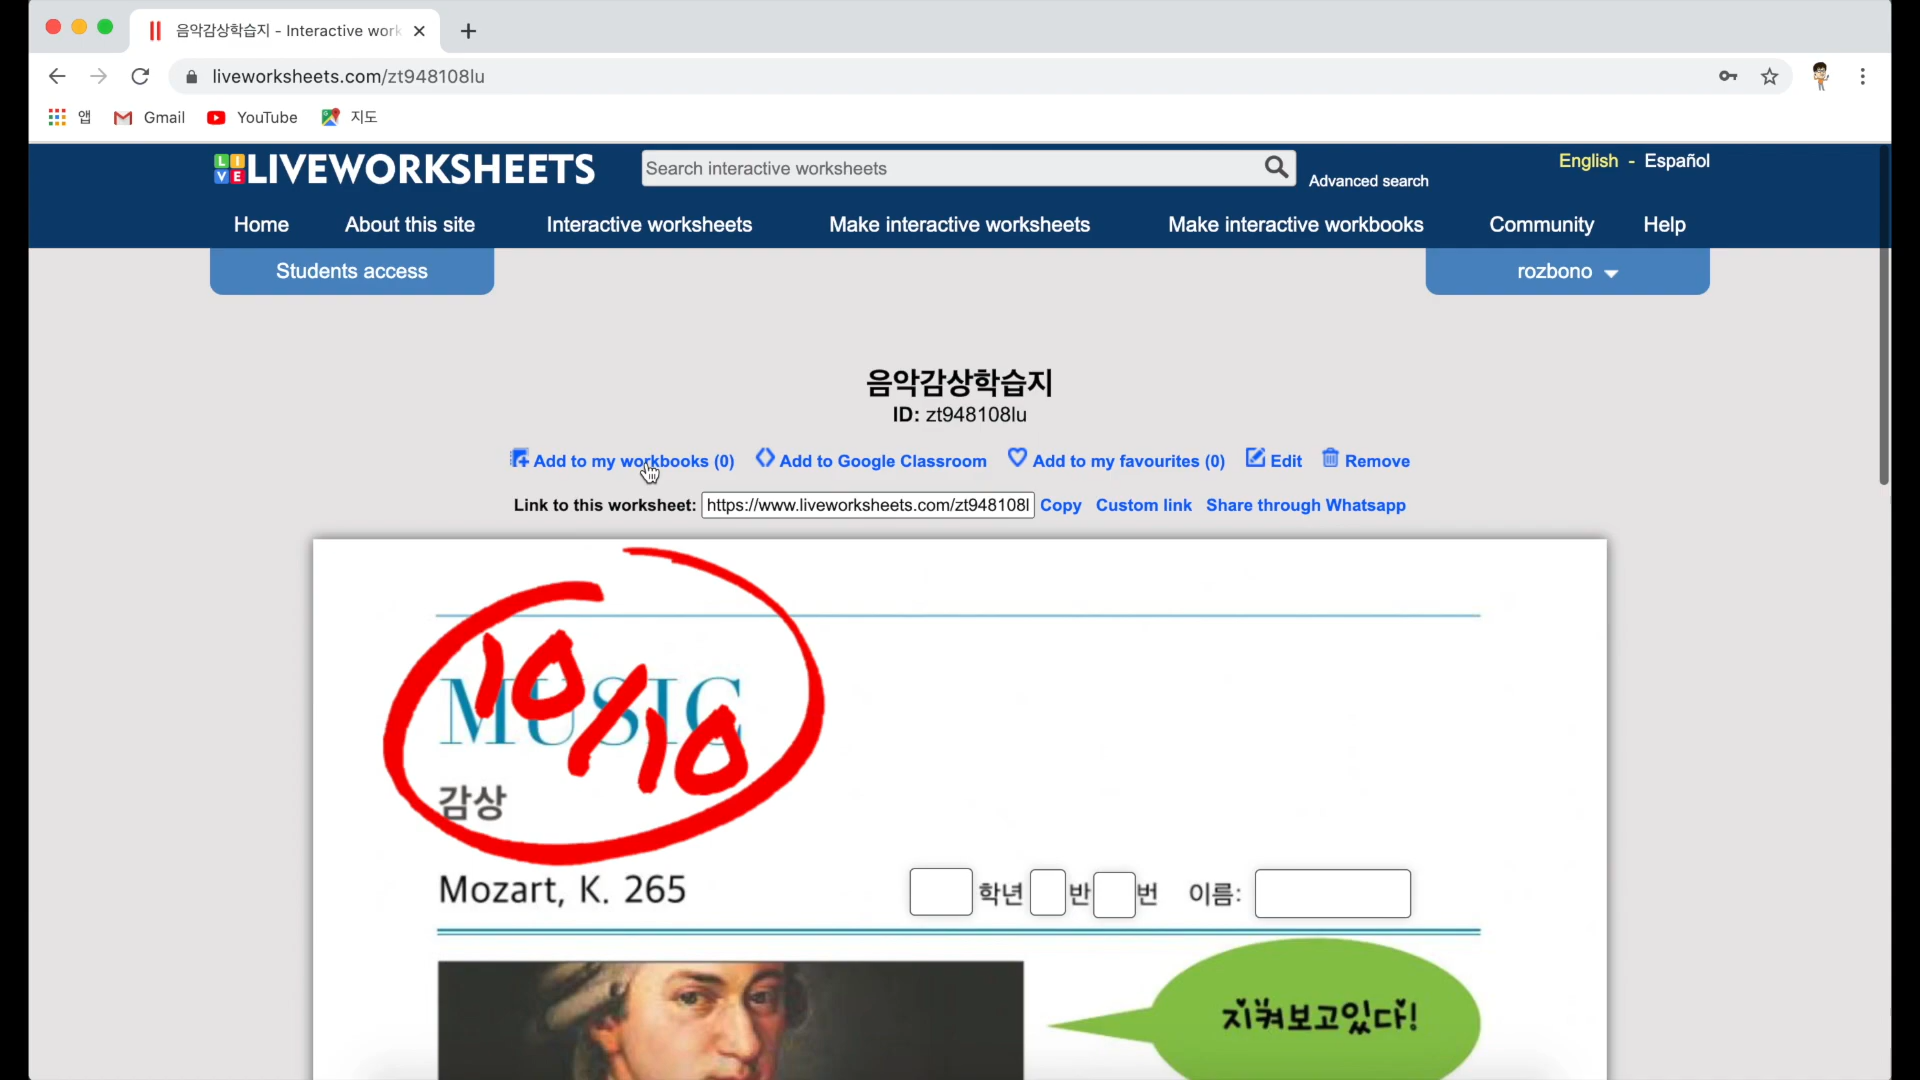 음악감상학습지 - Interactive work
liveworksheets.com/zt948108lu
앱 Gmail YouTube 지도
LIVE LIVEWORKSHEETS Search interactive worksheets Advanced search English - Español
Home About this site Interactive worksheets Make interactive worksheets Make interactive workbooks Community Help
Students access rozbono
음악감상학습지
ID: zt948108lu
Add to my workbooks (0) Add to Google Classroom Add to my favourites (0) Edit Remove
Link to this worksheet: https://www.liveworksheets.com/zt948108l Copy Custom link Share through Whatsapp
10/10
MUSIC
감상
Mozart, K. 265 학년 반 번 이름:
지켜보고있다!